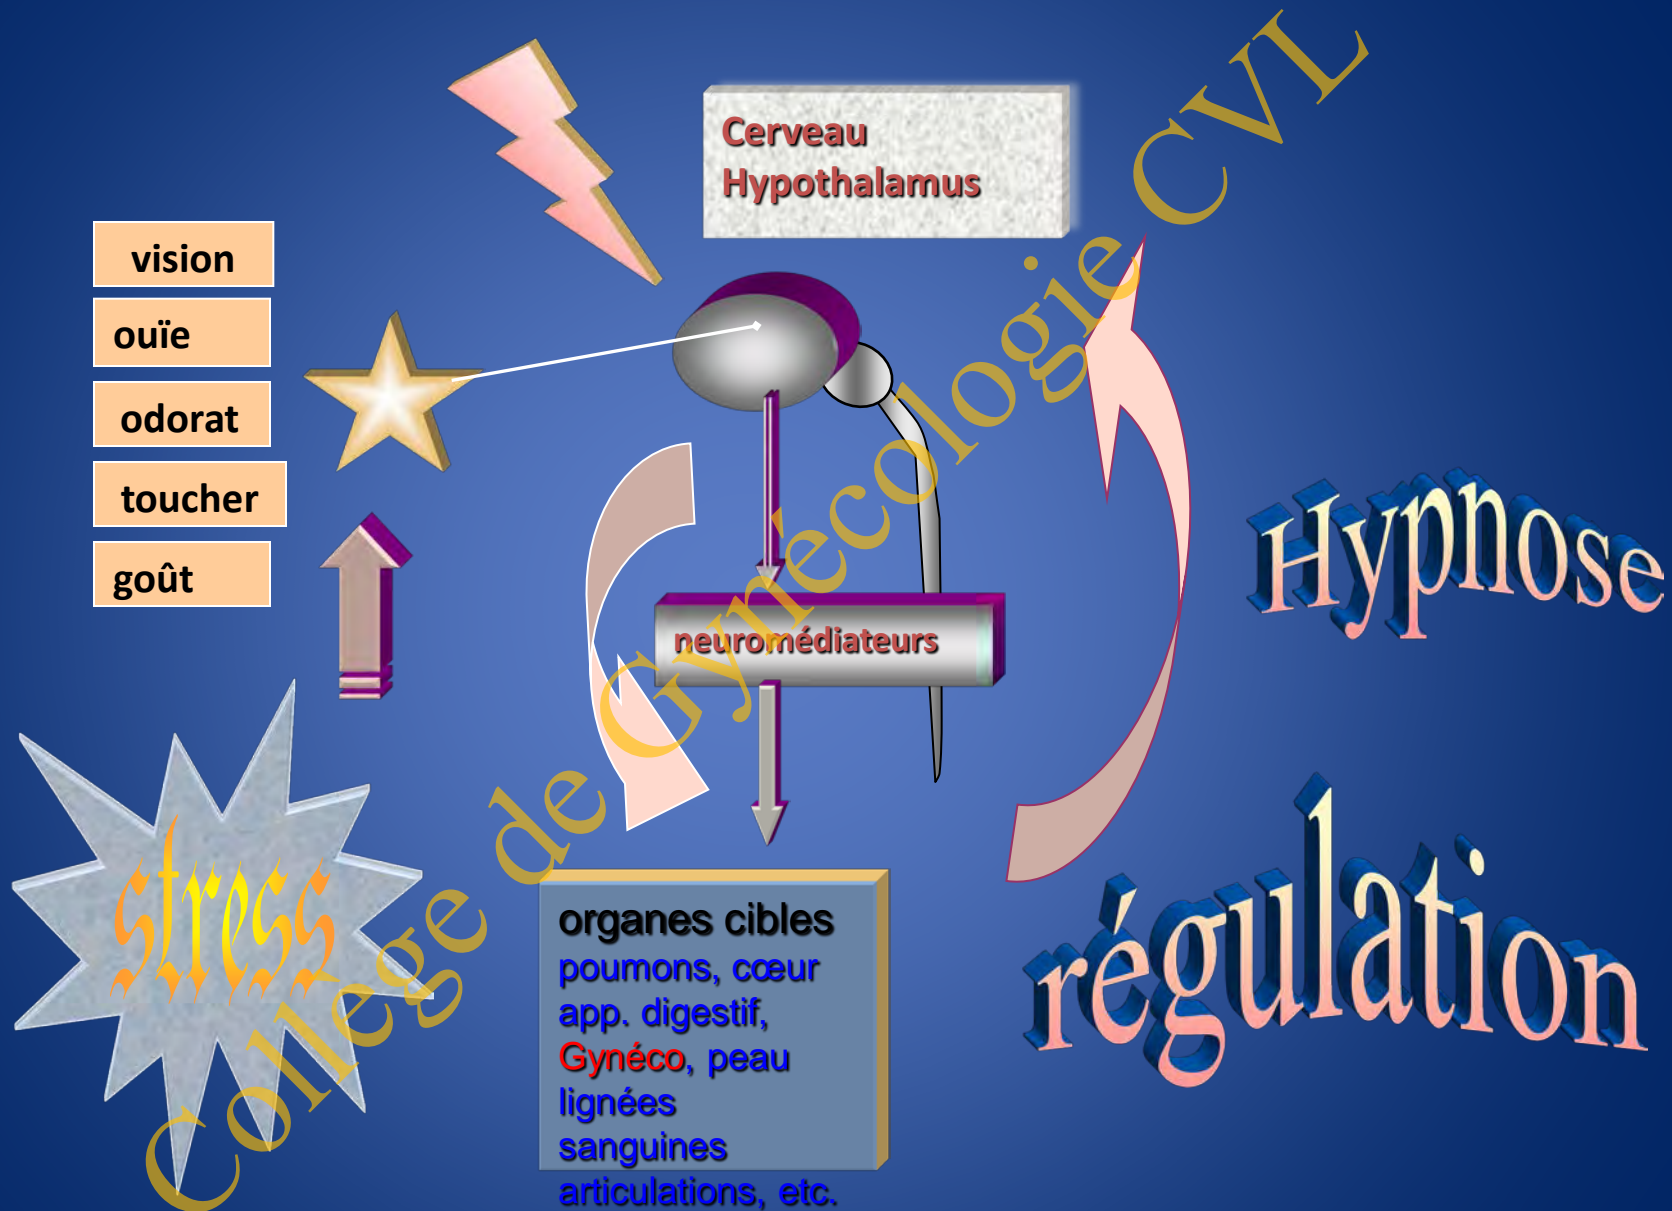 Cerveau
Hypothalamus
vision
ouïe
odorat
toucher
goût
neuromédiateurs
Hypnose
stress
régulation
organes cibles
poumons, cœur
app. digestif,
Gynéco, peau
lignées
sanguines
articulations, etc.
Collège de Gynécologie CVL